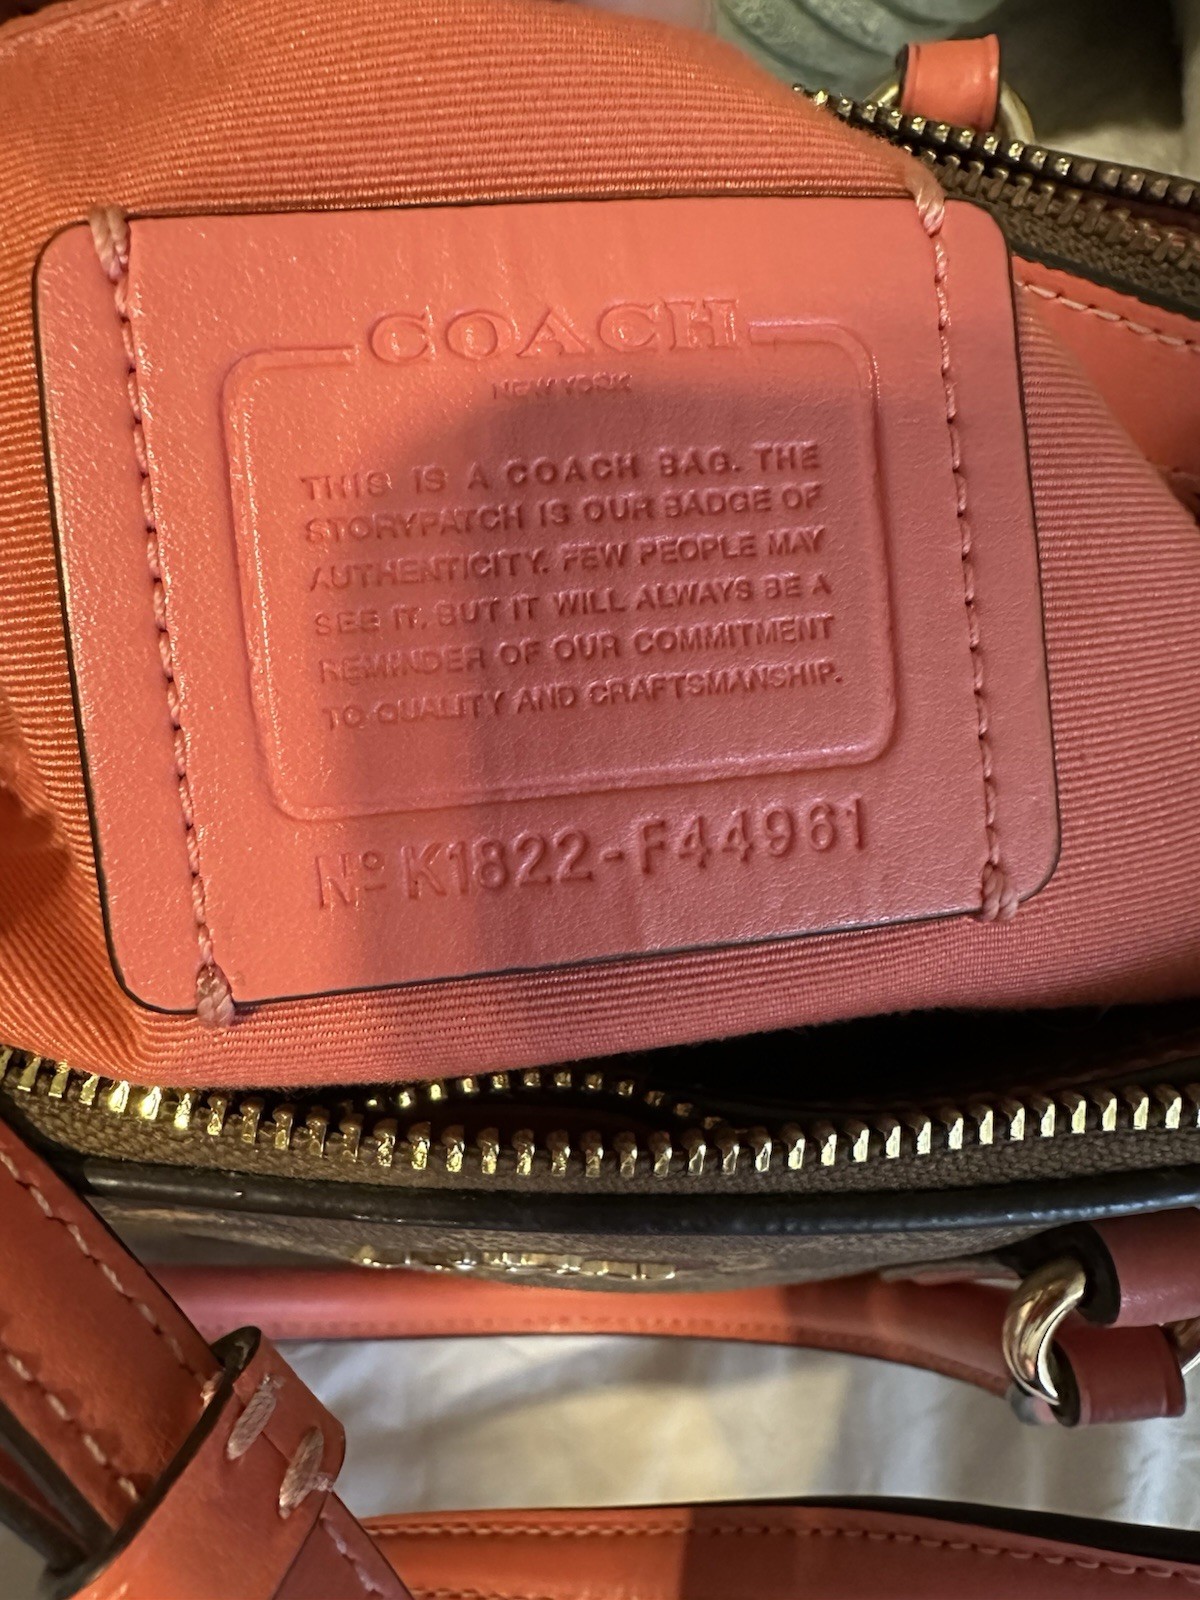 COACH
NEW YORK
THIS IS A COACH BAG. THE
STORYPATCH IS OUR BADGE OF
AUTHENTICITY. FEW PEOPLE MAY
SEE IT, BUT IT WILL ALWAYS BE A
REMINDER OF OUR COMMITMENT
TO QUALITY AND CRAFTSMANSHIP.
Nº K1822-F44961